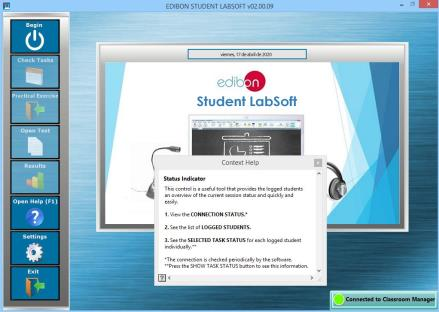 EDIBON STUDENT LABSOFT v02.00.09
Begin
Check Tasks
Practical Exercise
Open Test
Results
Open Help (F1)
?
Settings
Exit
viernes, 17 de abril de 2020
edibon
Student LabSoft
Context Help
x
Status Indicator
This control is a useful tool that provides the logged students
an overview of the current session status and quickly and
easily.
1. View the CONNECTION STATUS.*
2. See the list of LOGGED STUDENTS.
3. See the SELECTED TASK STATUS for each logged student
individually.**
*The connection is checked periodically by the software.
**Press the SHOW TASK STATUS button to see this information.
?
Connected to Classroom Manager